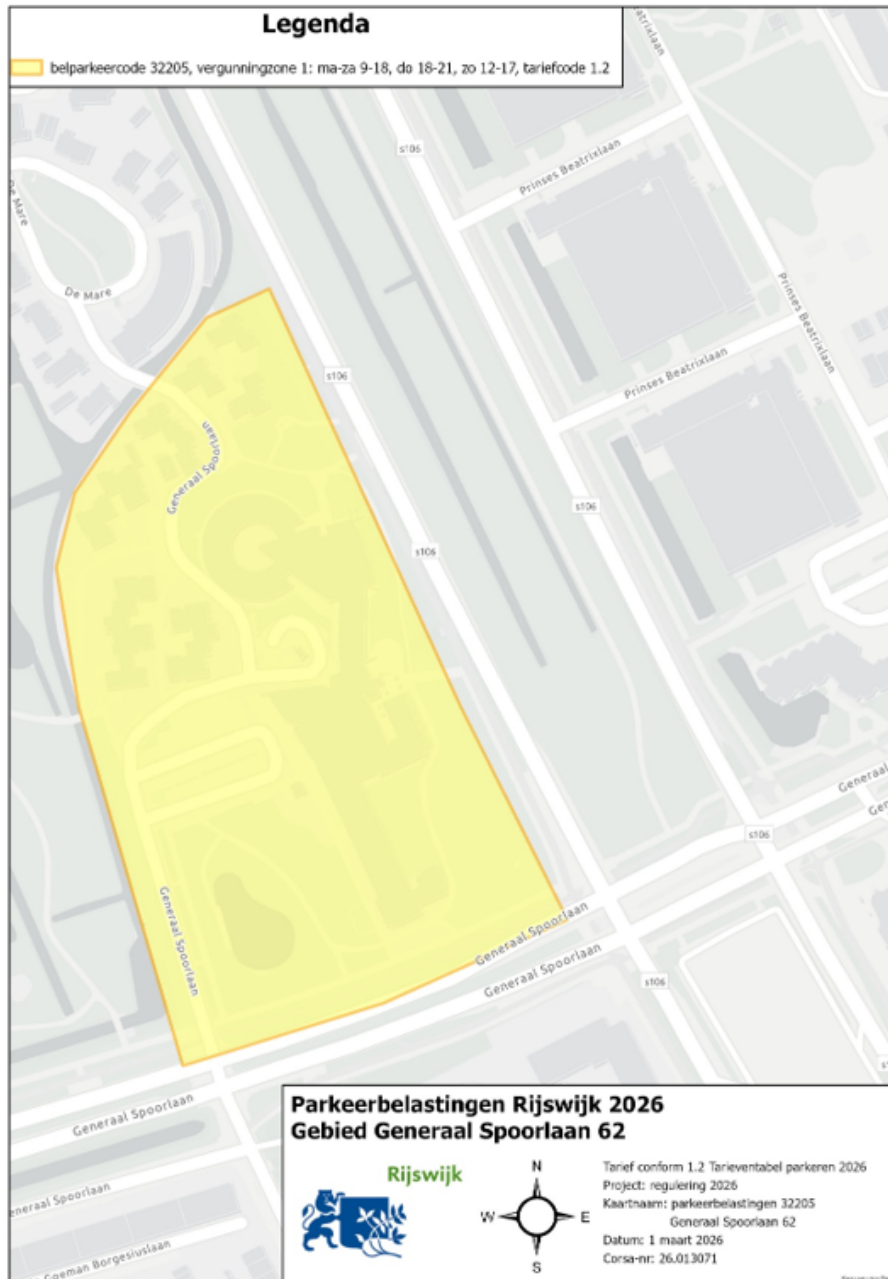 Legenda
belparkeercode 32205, vergunningzone 1: ma-za 9-18, do 18-21, zo 12-17, tariefcode 1.2
s106
Prinses Beatrixlaan
De Mare
De Mare
Prinses Beatrixlaan
s106
Prinses Beatrixlaan
Generaal Spoorlaan
s106
s106
Generaal
s106
Generaal Spoorlaan
Generaal Spoorlaan
Generaal Spoorlaan
s106
Generaal Spoorlaan
Parkeerbelastingen Rijswijk 2026
Gebied Generaal Spoorlaan 62
Rijswijk
N
W
E
S
Tarief conform 1.2 Tarieventabel parkeren 2026
Project: regulering 2026
Kaartnaam: parkeerbelastingen 32205
Generaal Spoorlaan 62
Datum: 1 maart 2026
Corsa-nr: 26.013071
eneraal Spoorlaan
Goeman Borgesiuslaan